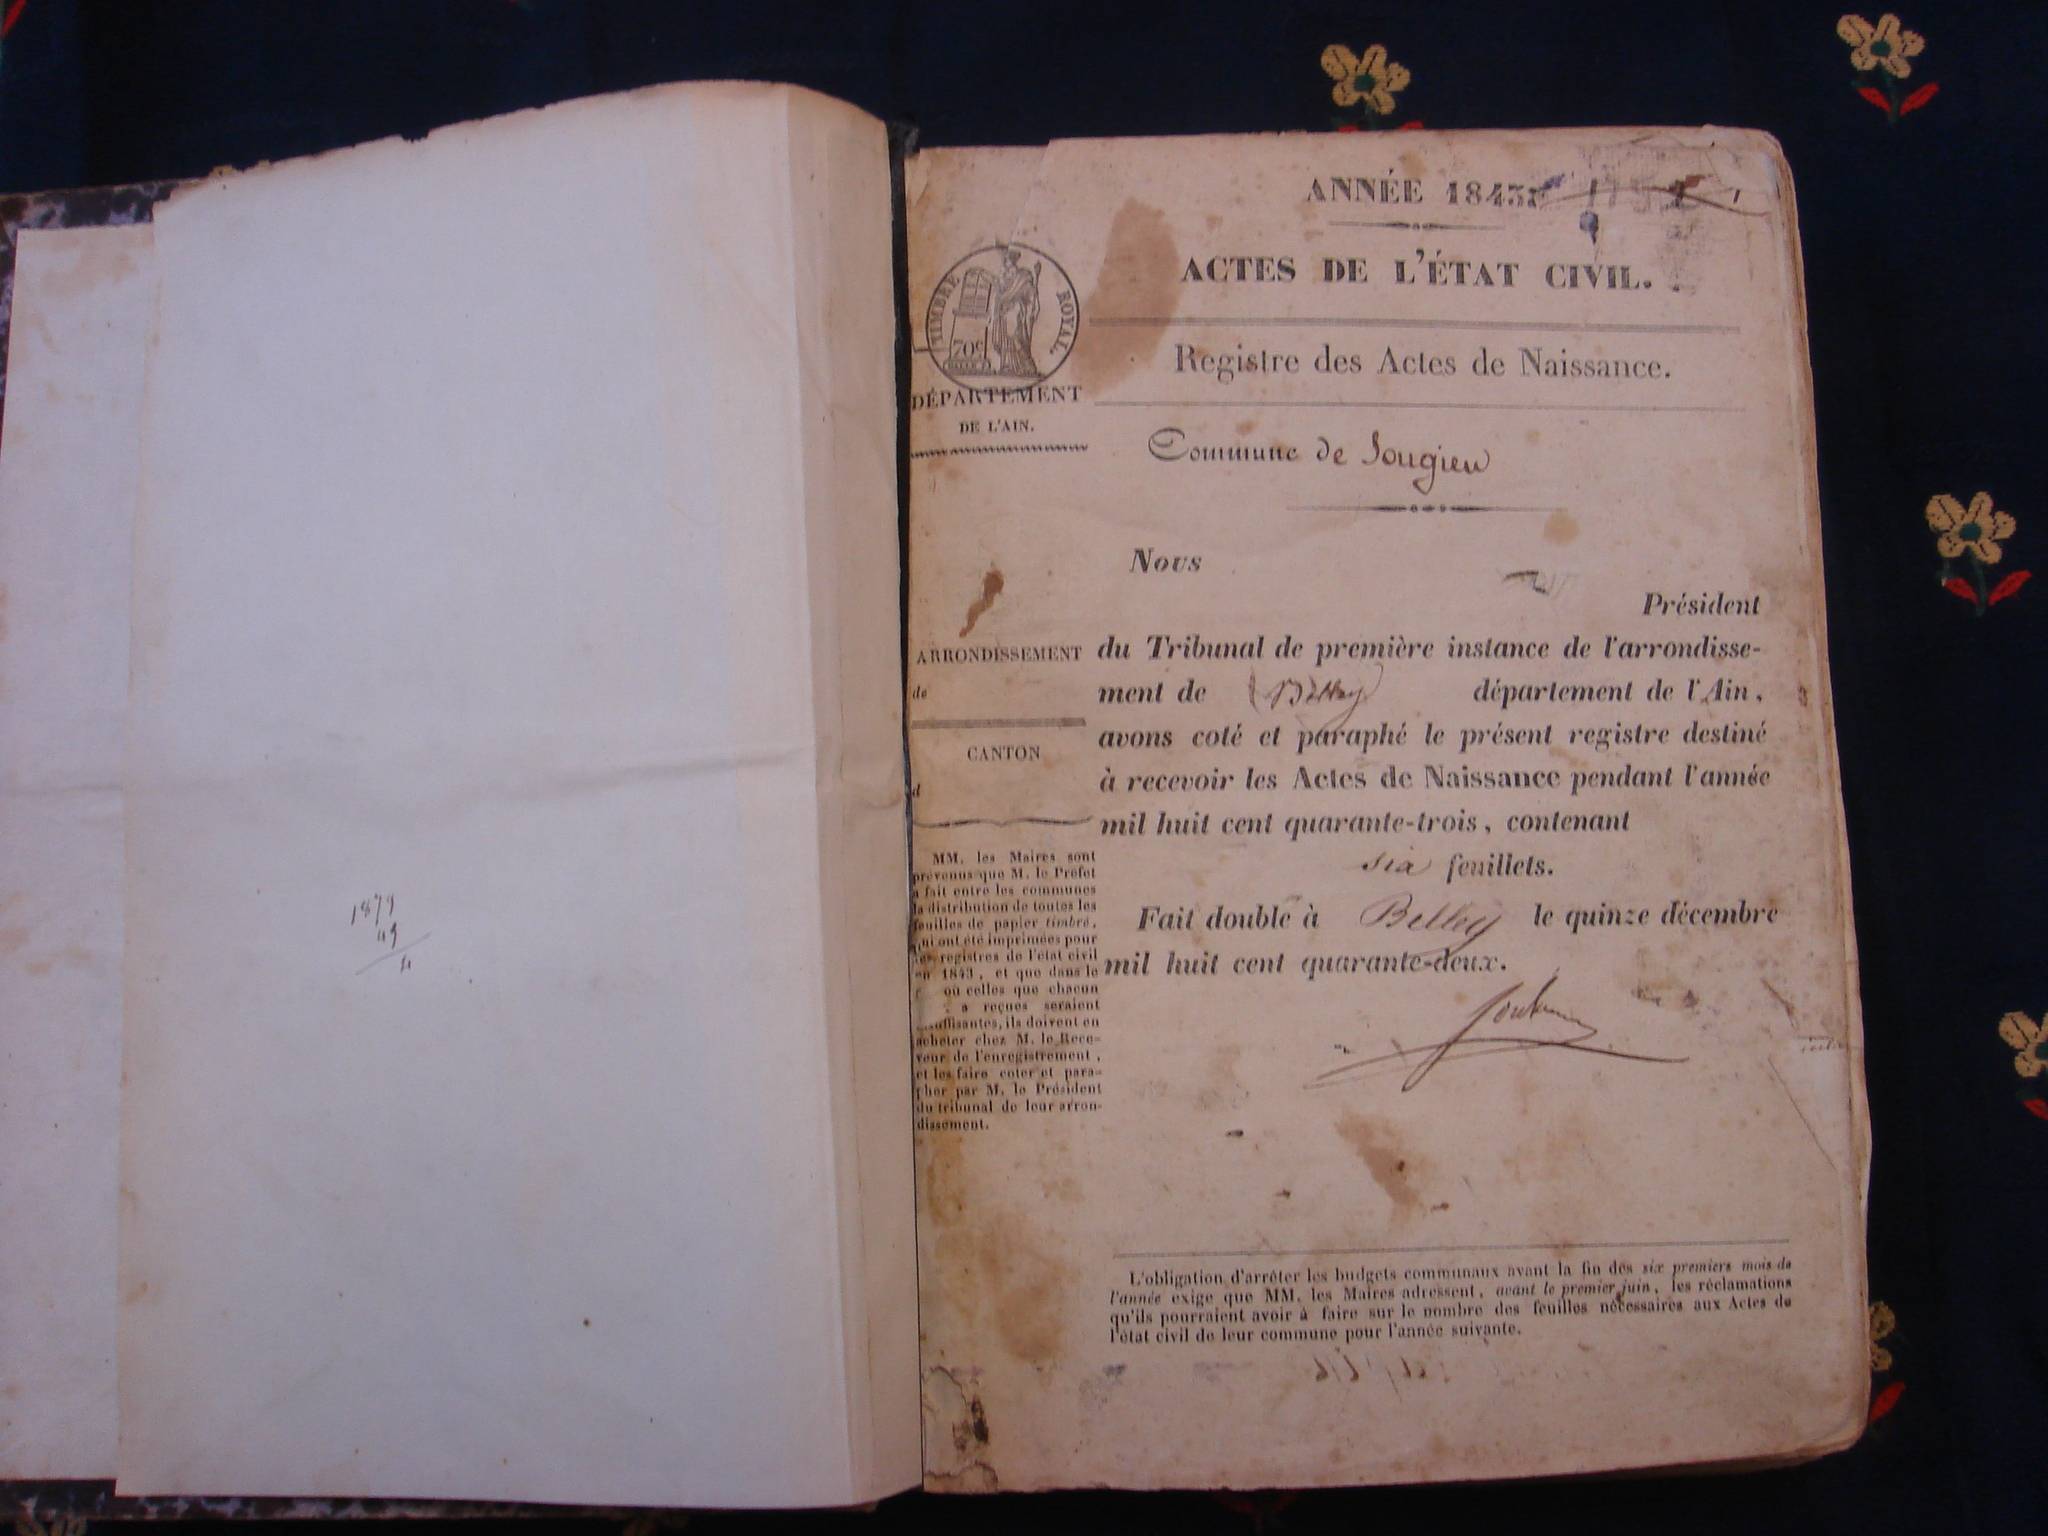 1879
49
ANNÉE 1843
ACTES DE L'ÉTAT CIVIL.
TIMBRE ROYAL.
70 c
Registre des Actes de Naissance.
DÉPARTEMENT
DE L'AIN.
Commune de Songieu
Nous
Président
ARRONDISSEMENT
de
du Tribunal de première instance de l'arrondisse-
ment de Belley département de l'Ain,
avons coté et paraphé le présent registre destiné
CANTON
d
à recevoir les Actes de Naissance pendant l'année
mil huit cent quarante-trois, contenant
six feuillets.
Fait double à Belley le quinze décembre
mil huit cent quarante-deux.
MM. les Maires sont
prévenus que M. le Préfet
a fait entre les communes
la distribution de toutes les
feuilles de papier timbré,
qui ont été imprimées pour
les registres de l'état civil
en 1843, et que dans le
où celles que chacun
a reçues seraient
insuffisantes, ils doivent en
acheter chez M. le Rece-
veur de l'enregistrement,
et les faire coter et para-
pher par M. le Président
du tribunal de leur arron-
dissement.
L'obligation d'arrêter les budgets communaux avant la fin des six premiers mois de
l'année exige que MM. les Maires adressent, avant le premier juin, les réclamations
qu'ils pourraient avoir à faire sur le nombre des feuilles nécessaires aux Actes de
l'état civil de leur commune pour l'année suivante.